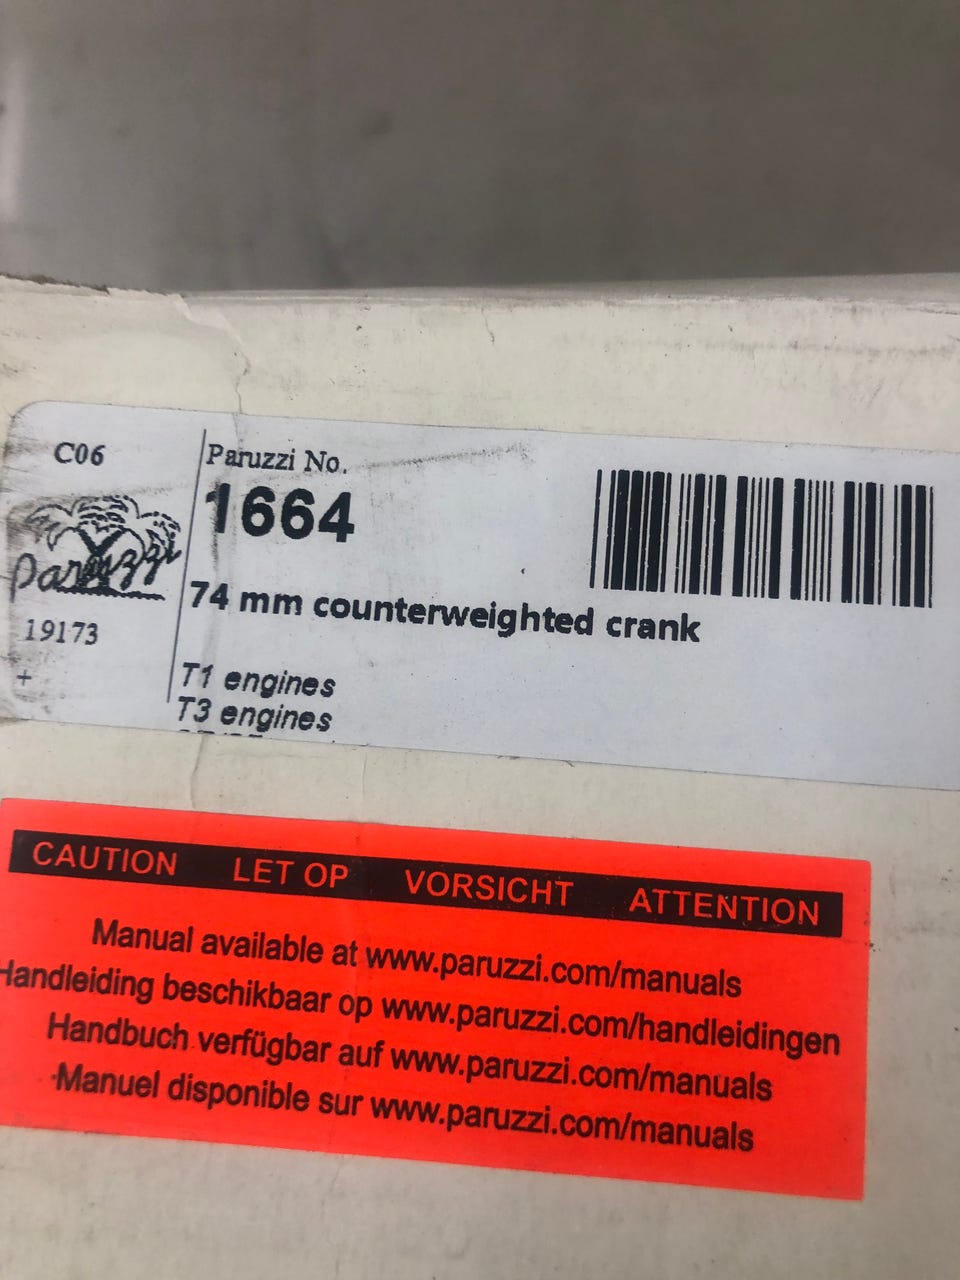 C06
Paruzzi
19173
+
Paruzzi No.
1664
74 mm counterweighted crank
T1 engines
T3 engines
CAUTION LET OP VORSICHT ATTENTION
Manual available at www.paruzzi.com/manuals
Handleiding beschikbaar op www.paruzzi.com/handleidingen
Handbuch verfügbar auf www.paruzzi.com/manuals
Manuel disponible sur www.paruzzi.com/manuals